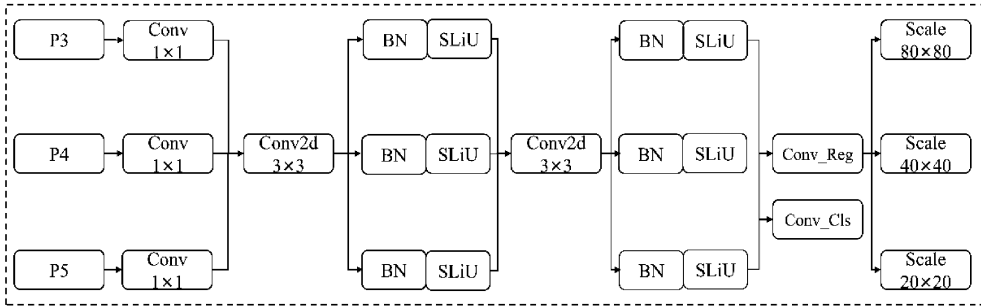 P3
Conv
1×1
BN
SLiU
BN
SLiU
Scale
80×80
P4
Conv
1×1
Conv2d
3×3
BN
SLiU
Conv2d
3×3
BN
SLiU
Conv_Reg
Scale
40×40
Conv_Cls
P5
Conv
1×1
BN
SLiU
BN
SLiU
Scale
20×20